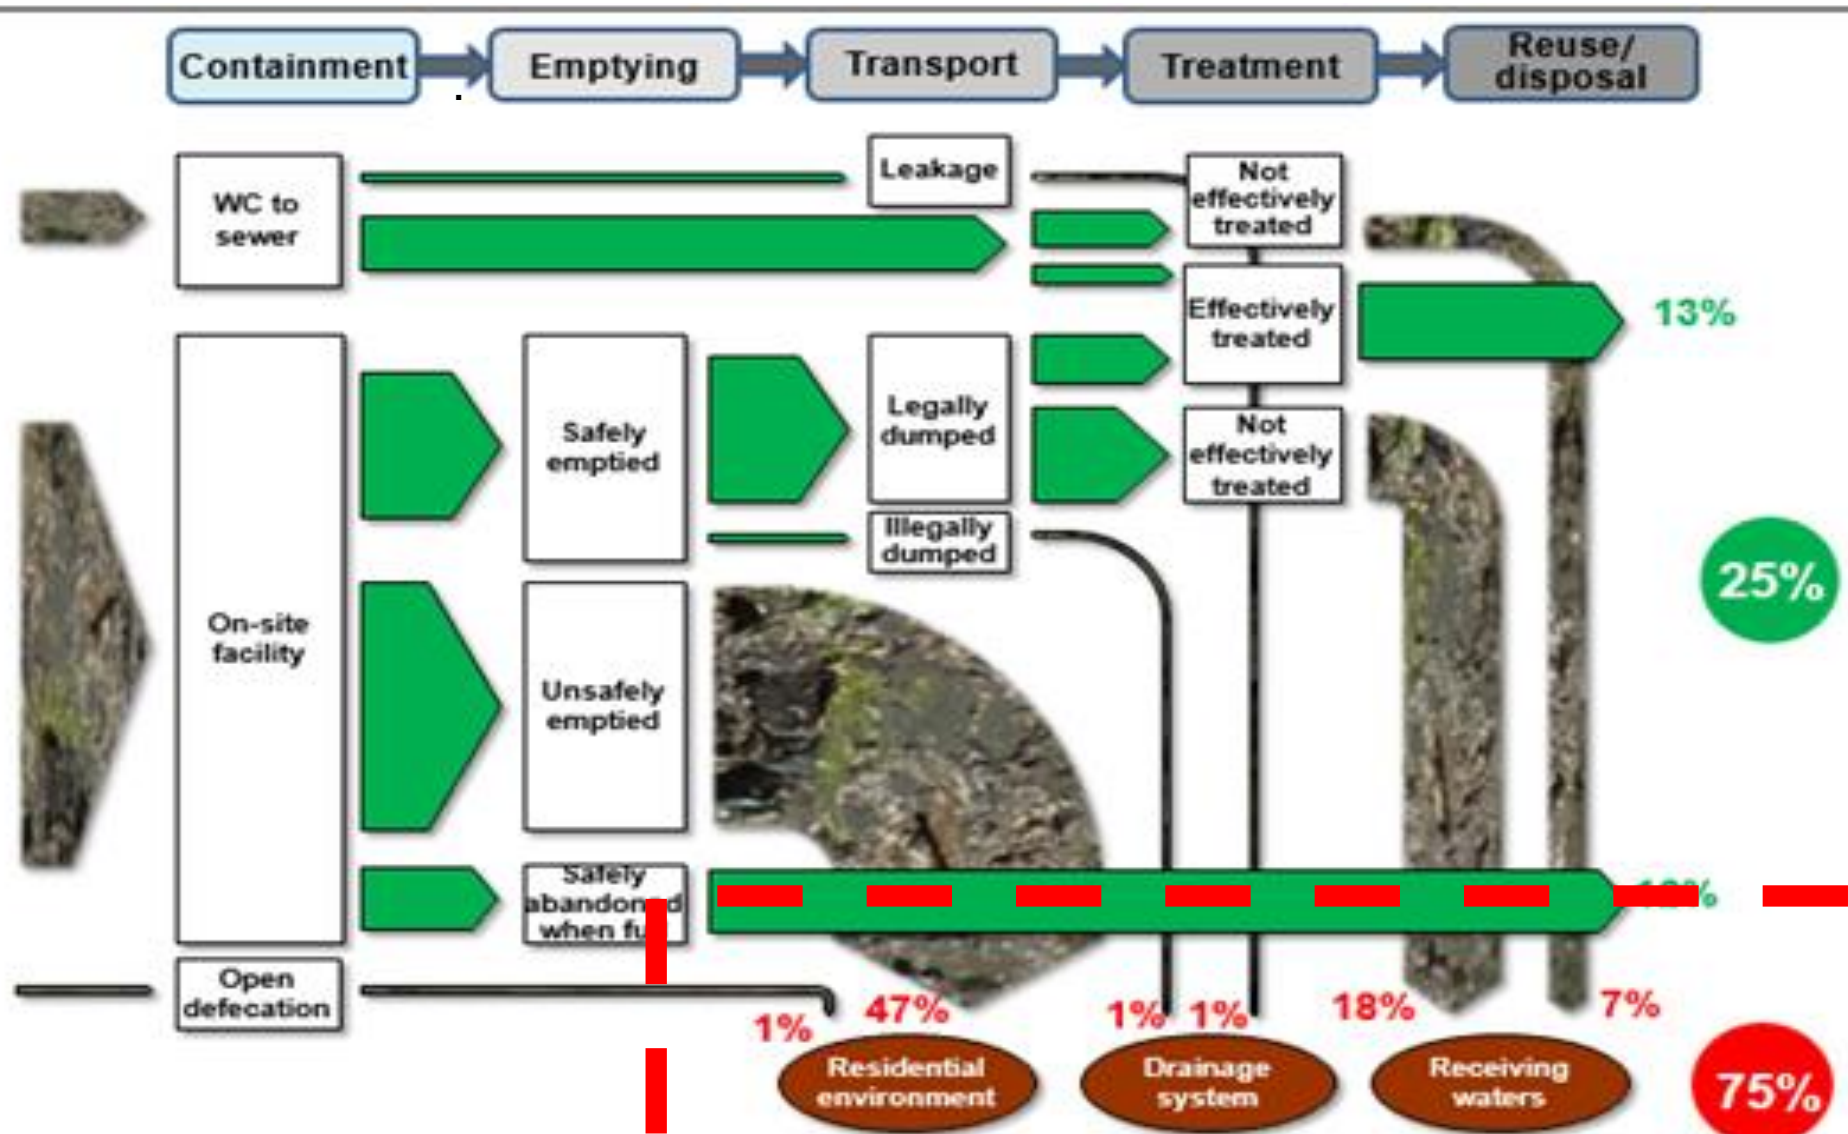 Containment
Emptying
Transport
Treatment
Reuse/
disposal
Leakage
Not
effectively
treated
WC to
sewer
Effectively
treated
13%
Safely
emptied
Legally
dumped
Not
effectively
treated
Illegally
dumped
25%
On-site
facility
Unsafely
emptied
Safely
abandoned
when
Open
defecation
1%
47%
1%
1%
18%
7%
Residential
environment
Drainage
system
Receiving
waters
75%